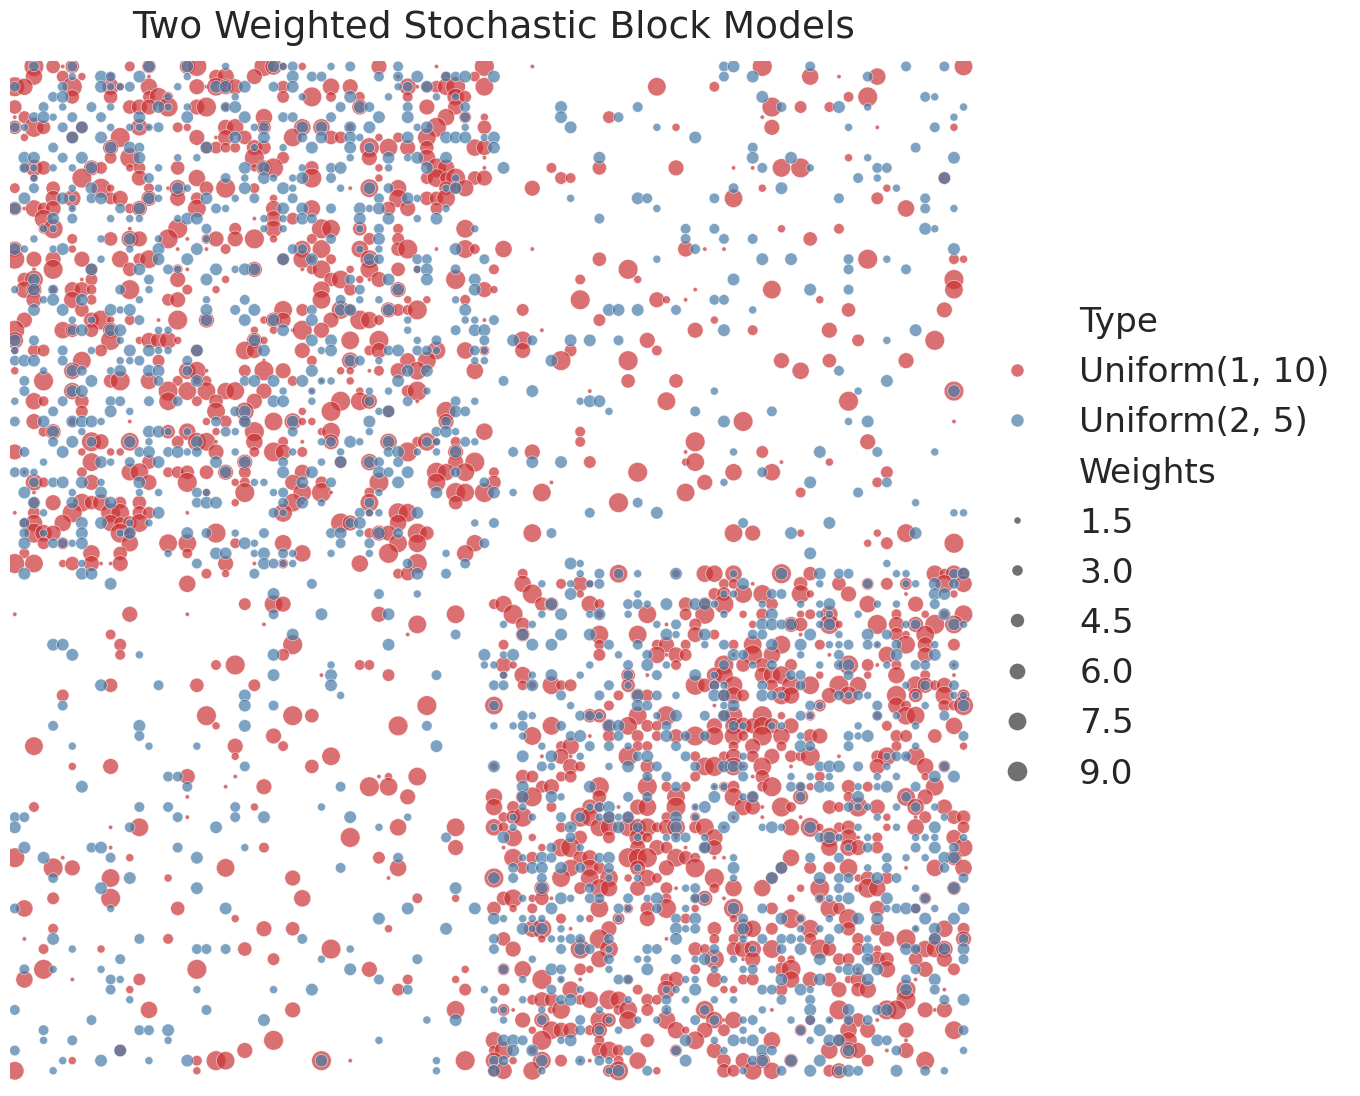 Two Weighted Stochastic Block Models
Type
Uniform(1, 10)
Uniform(2, 5)
Weights
1.5
3.0
4.5
6.0
7.5
9.0